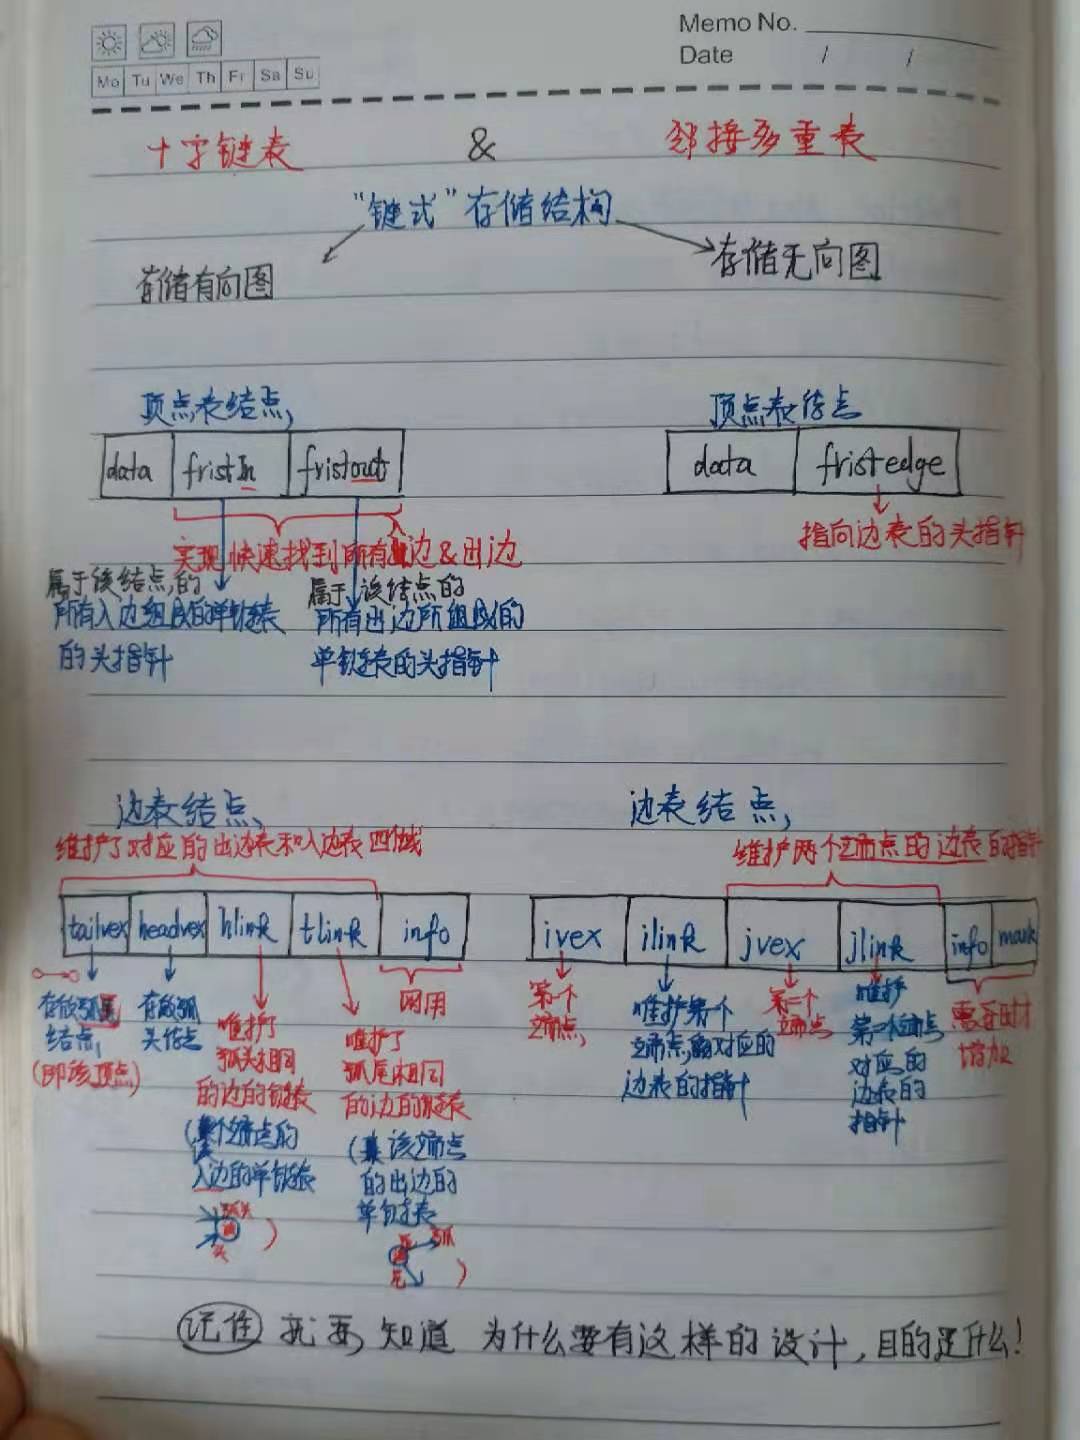 Memo No.
Mo Tu We Th Fr Sa Su
Date / /
十字链表 & 邻接多重表
"链式"存储结构
存储有向图
存储无向图
顶点表结点
data fristIn fristout
实现快速找到所有入边&出边
属于该结点的
所有入边组成的单链表
的头指针
属于该结点的
所有出边所组成的
单链表的头指针
顶点表结点
data fristedge
指向边表的头指针
边表结点
维护了对应的出边表和入边表
tailvex headvex hlink tlink info
存放弧尾
结点
(即该顶点)
存放弧
头结点
维护了
弧头相同
的边的链表
个端点的
入边的单链表
弧头
头
维护了
弧尾相同
的边的链表
该端点
的出边的
单链表
尾
弧
网用
边表结点
维护两个端点的边表的指针
ivex ilink jvex jlink info mark
第一个
端点
维护第一个
端点对应的
边表的指针
第二个
端点
维护
第二个端点
对应的
边表的
指针
需要时才
增加
记住 就要知道 为什么要有这样的设计,目的是什么!